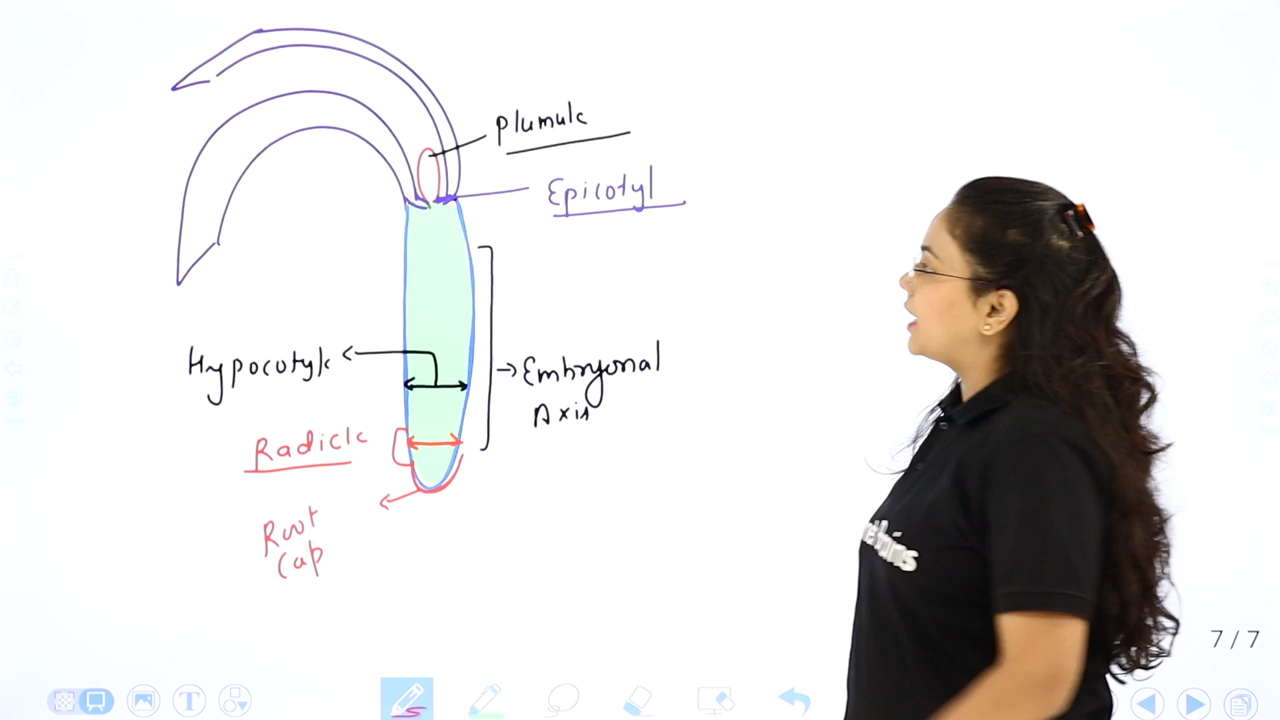 Plumule
Epicotyl
Hypocotyle
Embryonal
Axis
Radicle
Root
Cap
7 / 7
T